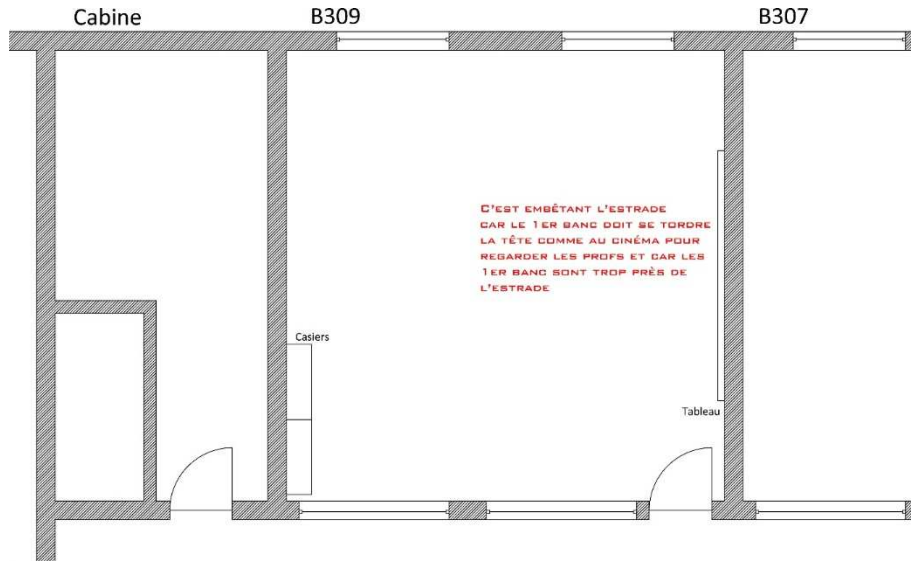 Cabine
B309
B307
C'EST EMBÊTANT L'ESTRADE
CAR LE 1ER BANC DOIT SE TORDRE
LA TÊTE COMME AU CINÉMA POUR
REGARDER LES PROFS ET CAR LES
1ER BANC SONT TROP PRÈS DE
L'ESTRADE
Casiers
Tableau